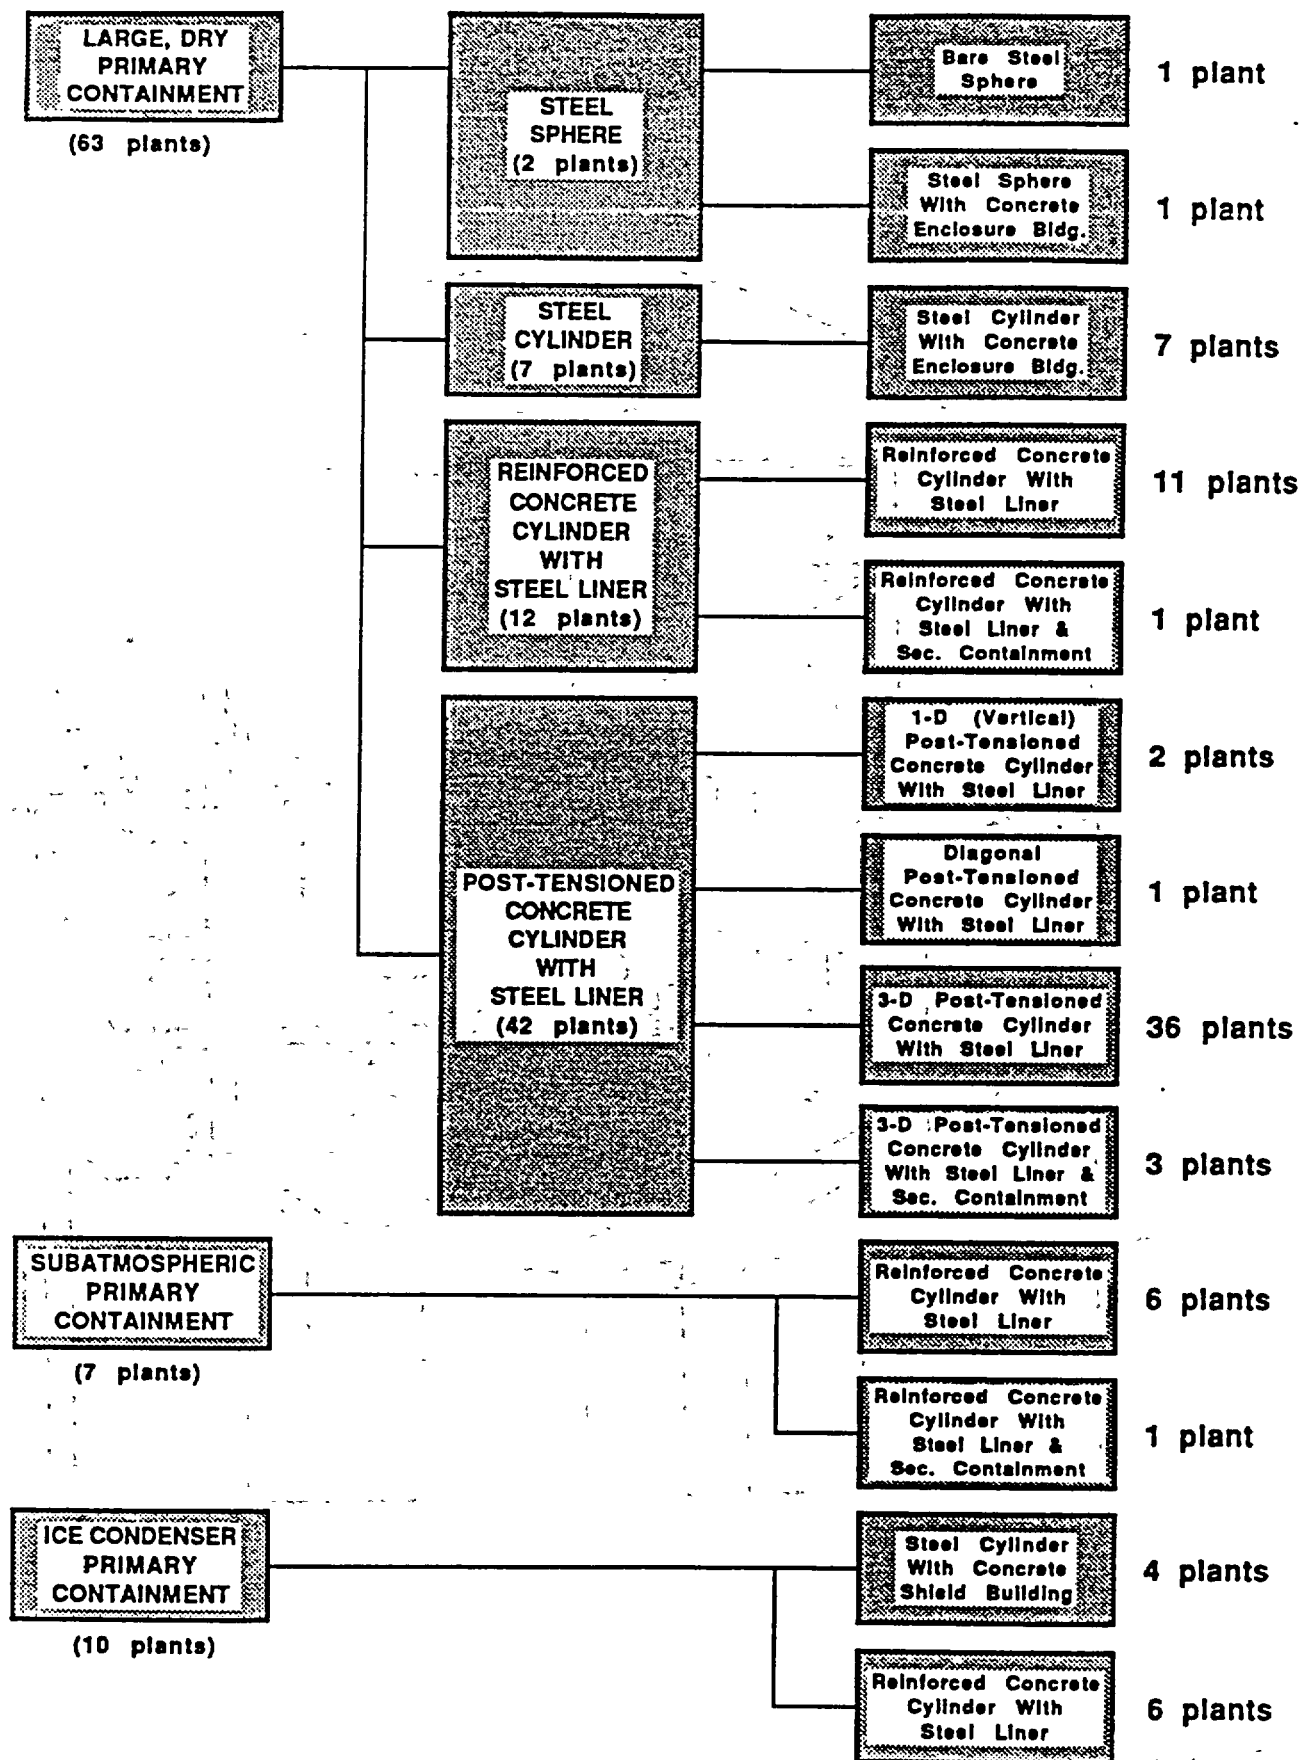 LARGE, DRY
PRIMARY
CONTAINMENT
(63 plants)
STEEL
SPHERE
(2 plants)
Bare Steel
Sphere
1 plant
Steel Sphere
With Concrete
Enclosure Bldg.
1 plant
STEEL
CYLINDER
(7 plants)
Steel Cylinder
With Concrete
Enclosure Bldg.
7 plants
REINFORCED
CONCRETE
CYLINDER
WITH
STEEL LINER
(12 plants)
Reinforced Concrete
Cylinder With
Steel Liner
11 plants
Reinforced Concrete
Cylinder With
Steel Liner &
Sec. Containment
1 plant
POST-TENSIONED
CONCRETE
CYLINDER
WITH
STEEL LINER
(42 plants)
1-D (Vertical)
Post-Tensioned
Concrete Cylinder
With Steel Liner
2 plants
Diagonal
Post-Tensioned
Concrete Cylinder
With Steel Liner
1 plant
3-D Post-Tensioned
Concrete Cylinder
With Steel Liner
36 plants
3-D Post-Tensioned
Concrete Cylinder
With Steel Liner &
Sec. Containment
3 plants
SUBATMOSPHERIC
PRIMARY
CONTAINMENT
(7 plants)
Reinforced Concrete
Cylinder With
Steel Liner
6 plants
Reinforced Concrete
Cylinder With
Steel Liner &
Sec. Containment
1 plant
ICE CONDENSER
PRIMARY
CONTAINMENT
(10 plants)
Steel Cylinder
With Concrete
Shield Building
4 plants
Reinforced Concrete
Cylinder With
Steel Liner
6 plants